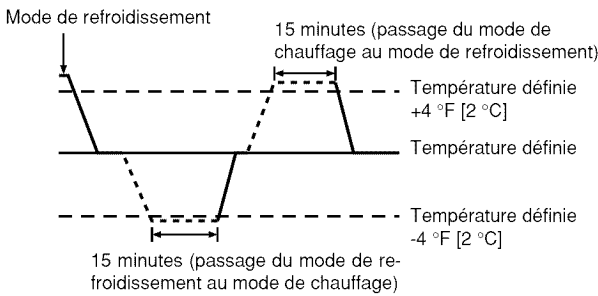 Mode de refroidissement
15 minutes (passage du mode de
chauffage au mode de refroidissement)
Température définie
+4 °F [2 °C]
Température définie
Température définie
-4 °F [2 °C]
15 minutes (passage du mode de re-
froidissement au mode de chauffage)